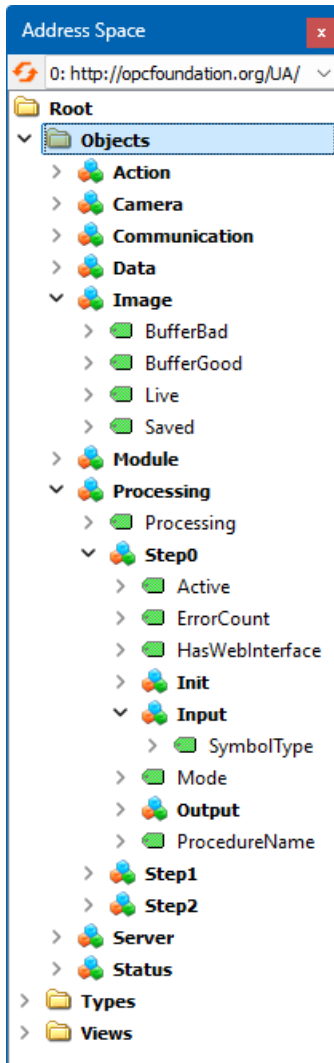 Address Space
x
0: http://opcfoundation.org/UA/
Root
Objects
Action
Camera
Communication
Data
Image
BufferBad
BufferGood
Live
Saved
Module
Processing
Processing
Step0
Active
ErrorCount
HasWebInterface
Init
Input
SymbolType
Mode
Output
ProcedureName
Step1
Step2
Server
Status
Types
Views